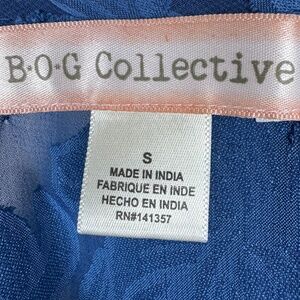 B·O·G Collective
S
MADE IN INDIA
FABRIQUE EN INDE
HECHO EN INDIA
RN#141357